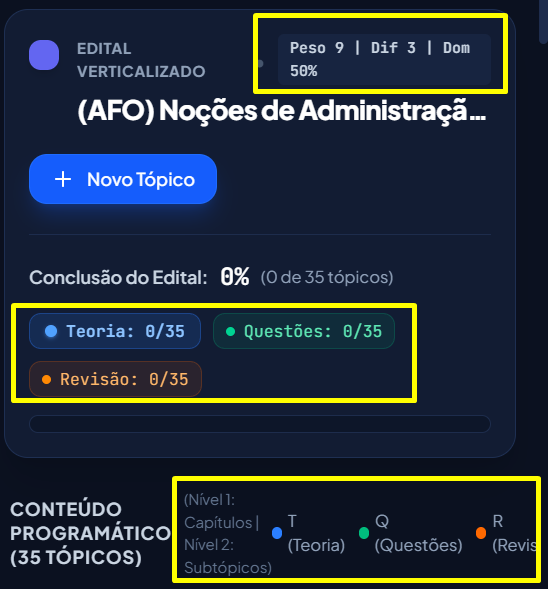 EDITAL
VERTICALIZADO
Peso 9 | Dif 3 | Dom
50%
(AFO) Noções de Administraçã...
+ Novo Tópico
Conclusão do Edital: 0% (0 de 35 tópicos)
Teoria: 0/35
Questões: 0/35
Revisão: 0/35
CONTEÚDO
PROGRAMÁTICO
(35 TÓPICOS)
(Nível 1:
Capítulos |
Nível 2:
Subtópicos)
T
(Teoria)
Q
(Questões)
R
(Revis